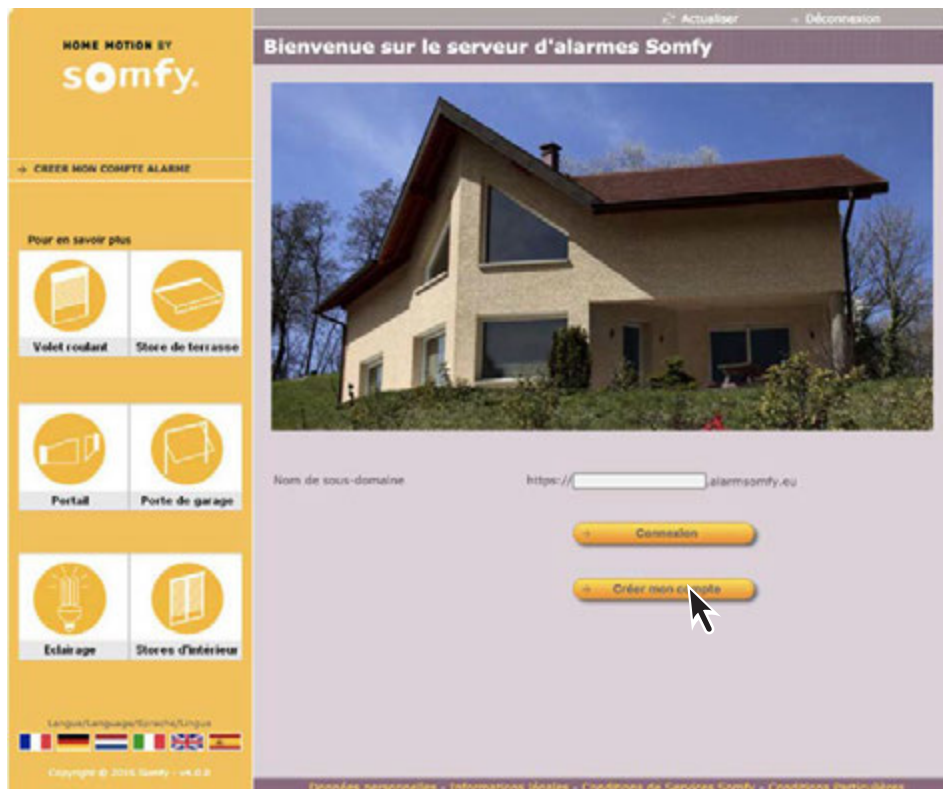 Actualiser
Déconnexion
HOME MOTION BY
somfy.
Bienvenue sur le serveur d'alarmes Somfy
CREER MON COMPTE ALARME
Pour en savoir plus
Volet roulant
Store de terrasse
Portail
Porte de garage
Nom de sous-domaine
https://
.alarmsomfy.eu
Connexion
Créer mon compte
Eclairage
Stores d'intérieur
Langue/Language/Sprache/Lingua
Copyright © Somfy - v4.0.0
Données personnelles - Informations légales - Conditions de Services Somfy - Conditions Particulières